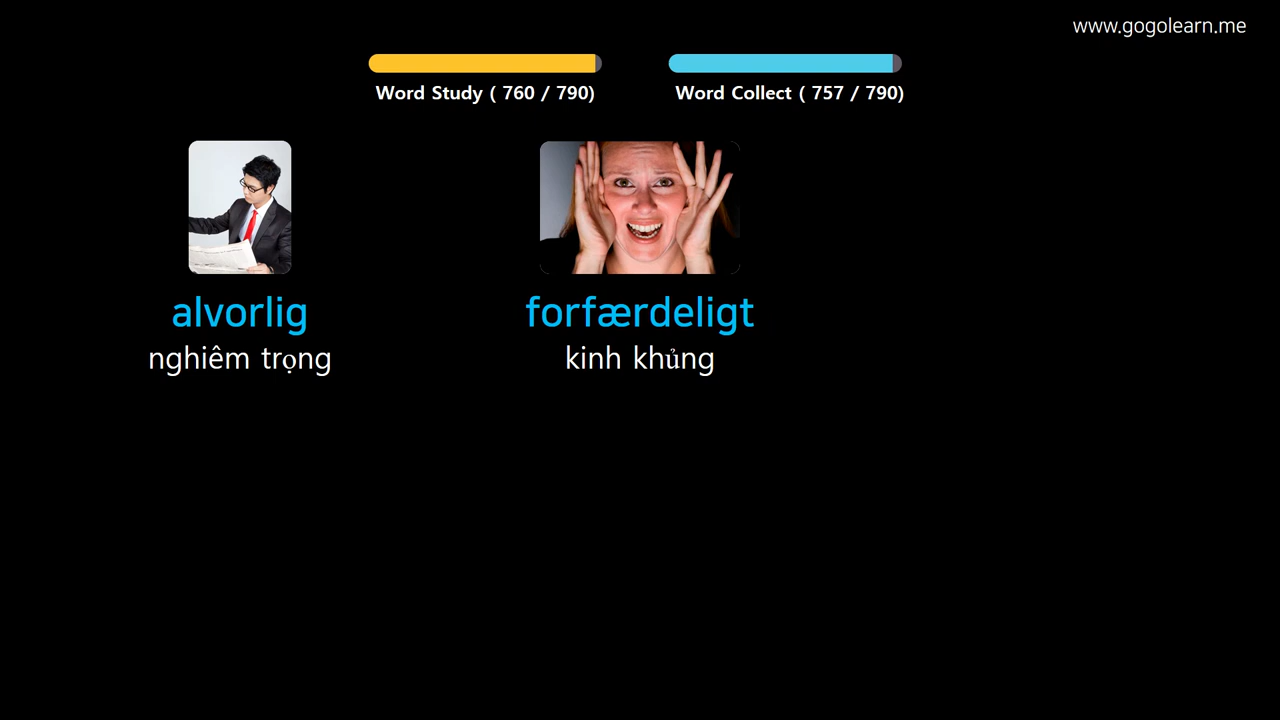 www.gogolearn.me
Word Study ( 760 / 790)
Word Collect ( 757 / 790)
alvorlig
nghiêm trọng
forfærdeligt
kinh khủng